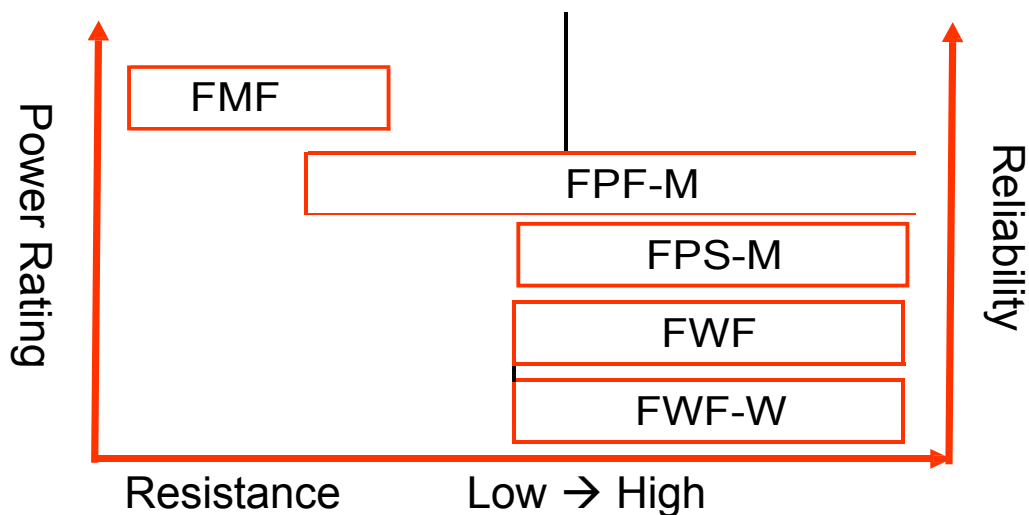 Power Rating
FMF
FPF-M
FPS-M
FWF
FWF-W
Reliability
Resistance Low → High